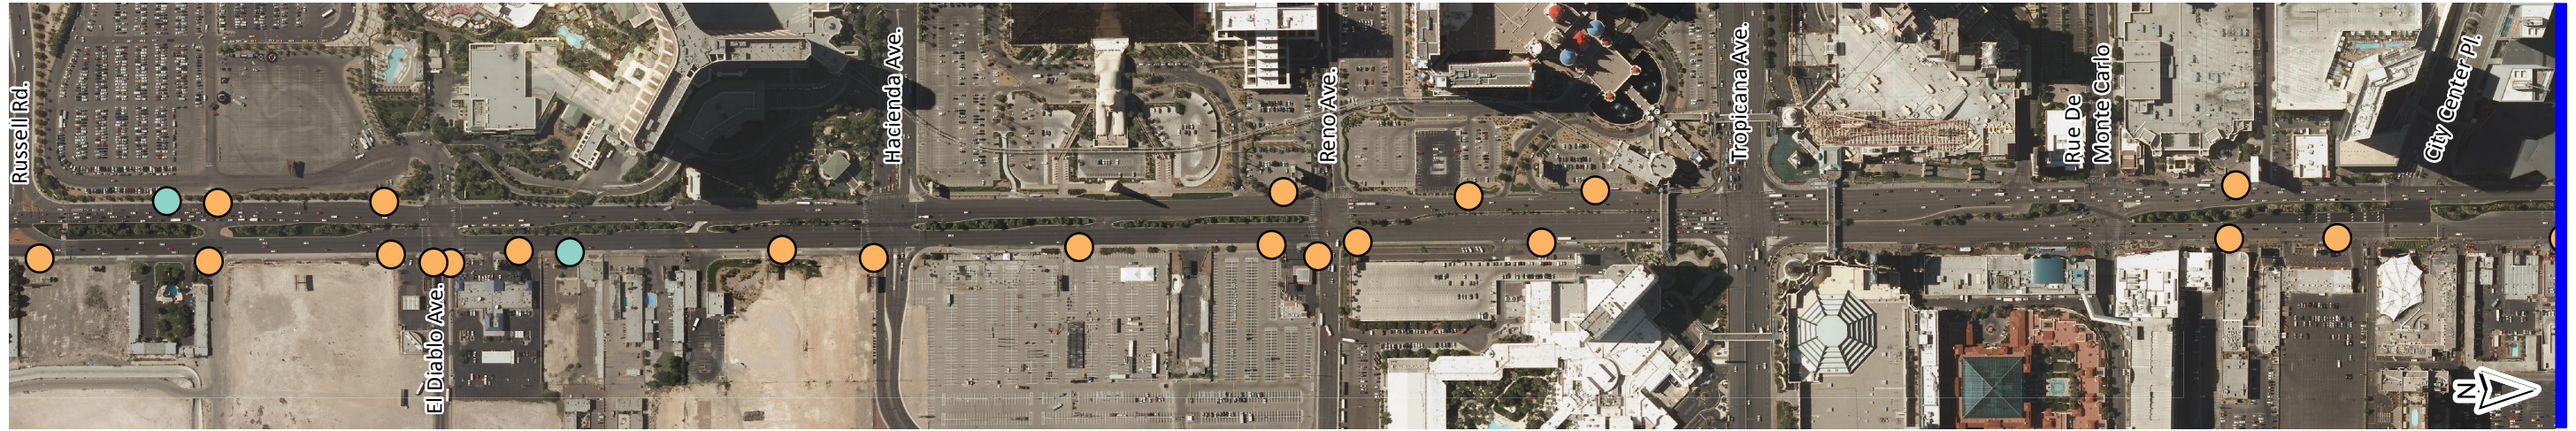 Russell Rd.
El Diablo Ave.
Hacienda Ave.
Reno Ave.
Tropicana Ave.
Rue De
Monte Carlo
City Center Pl.
N